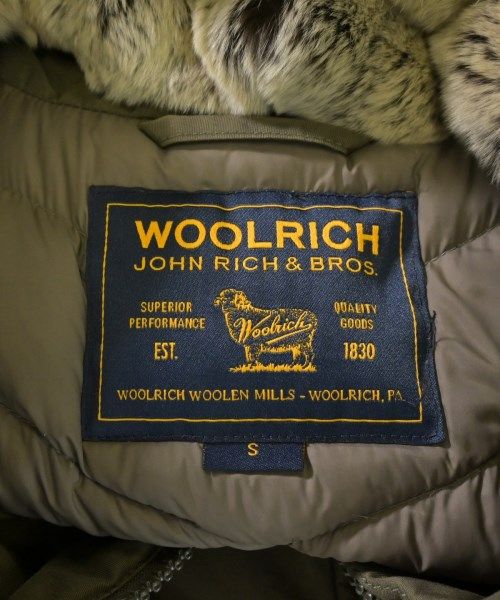 WOOLRICH
JOHN RICH & BROS.
SUPERIOR QUALITY
PERFORMANCE Woolrich GOODS
EST. 1830
WOOLRICH WOOLEN MILLS - WOOLRICH, PA.
S